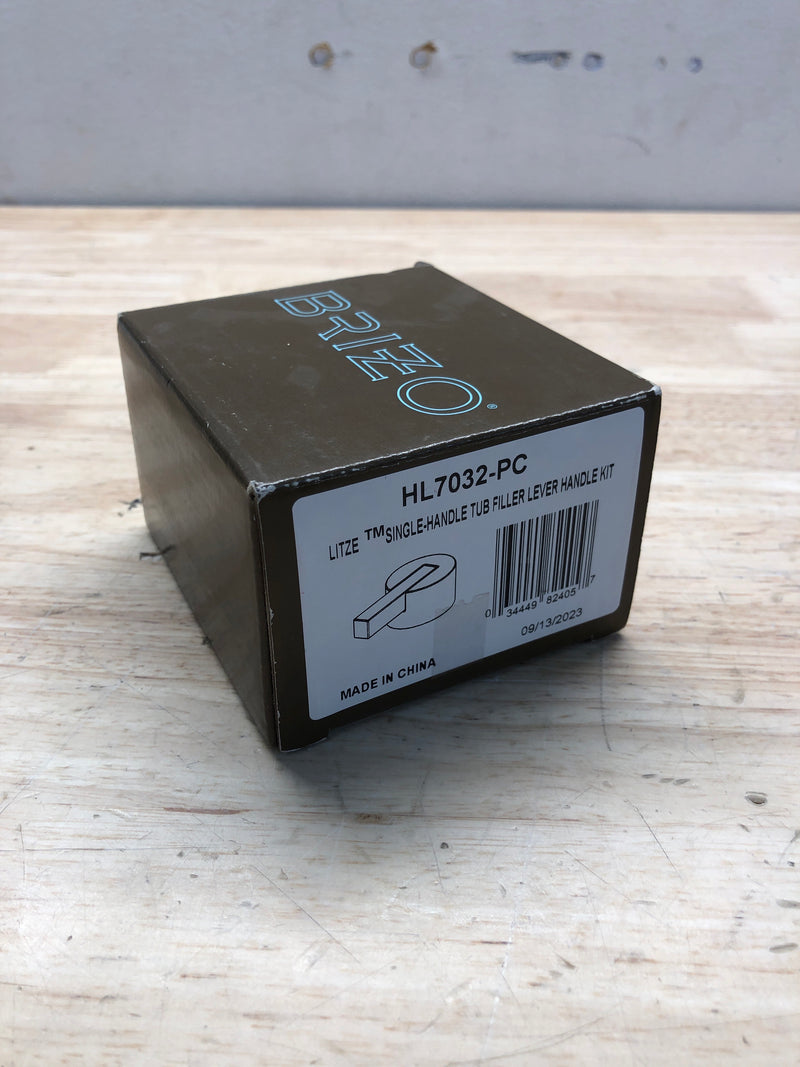 BRIZO®
HL7032-PC
LITZE ™SINGLE-HANDLE TUB FILLER LEVER HANDLE KIT
0 34449 82405 7
09/13/2023
MADE IN CHINA